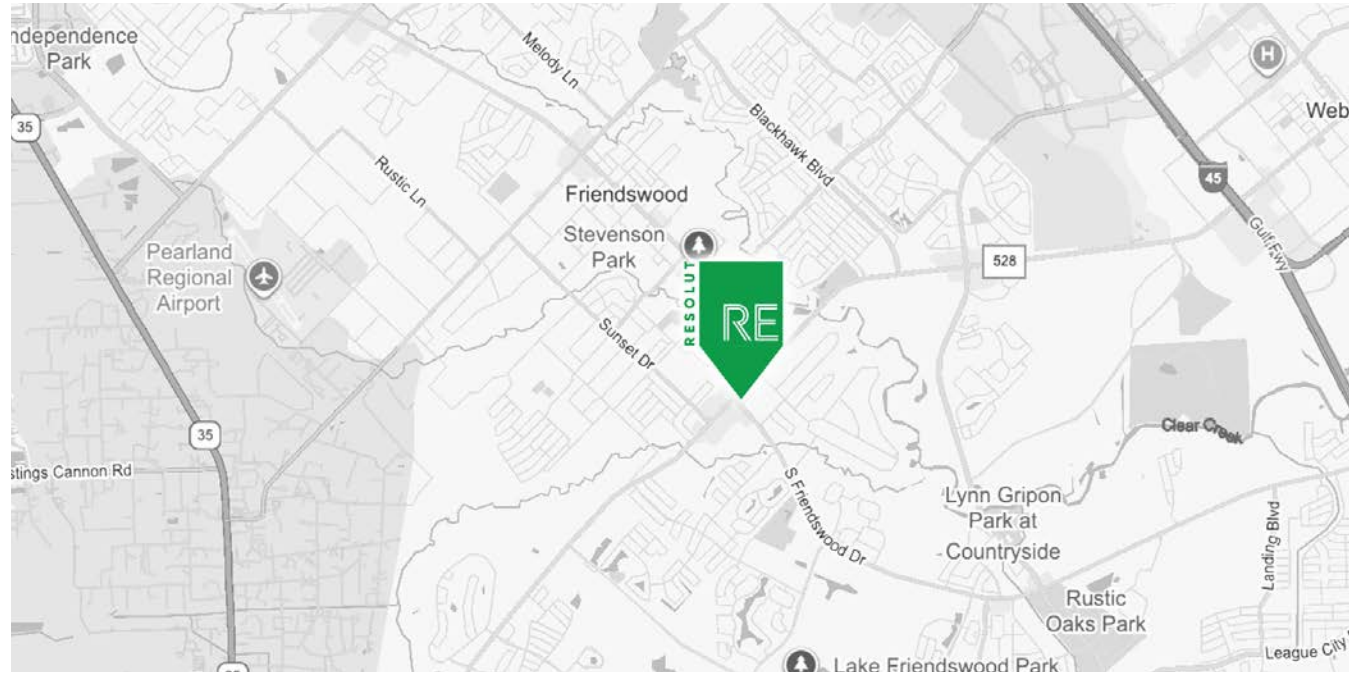 ndependence
Park
Melody Ln
H
Web
35
Blackhawk Blvd
Rustic Ln
45
Friendswood
Gulf Fwy
Stevenson
Park
Pearland
Regional
Airport
528
RESOLUT
RE
Sunset Dr
35
Clear Creek
stings Cannon Rd
S Friendswood Dr
Lynn Gripon
Park at
Countryside
Landing Blvd
Rustic
Oaks Park
League City
Lake Friendswood Park